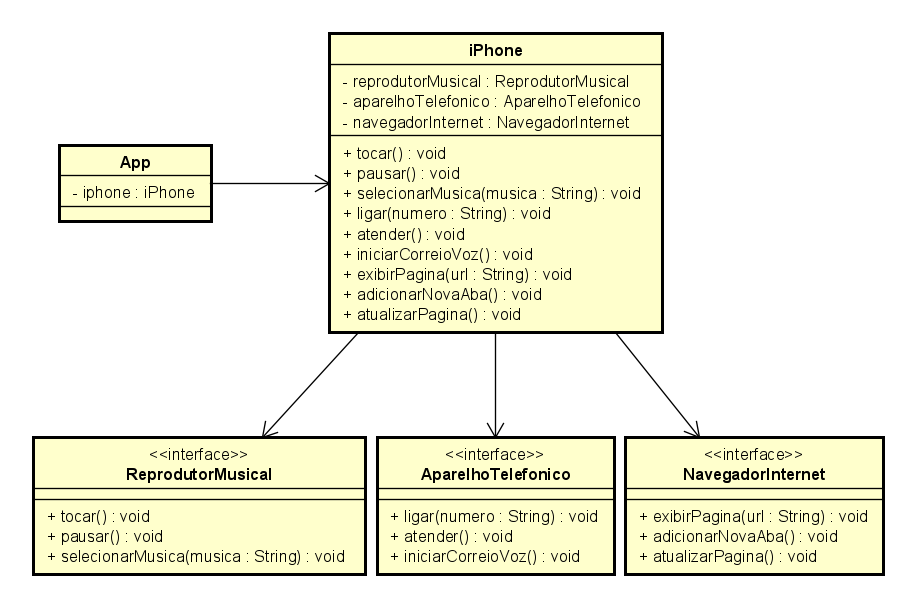 iPhone
- reprodutorMusical : ReprodutorMusical
- aparelhoTelefonico : AparelhoTelefonico
- navegadorInternet : NavegadorInternet
+ tocar() : void
+ pausar() : void
+ selecionarMusica(musica : String) : void
+ ligar(numero : String) : void
+ atender() : void
+ iniciarCorreioVoz() : void
+ exibirPagina(url : String) : void
+ adicionarNovaAba() : void
+ atualizarPagina() : void
App
- iphone : iPhone
<<interface>>
ReprodutorMusical
+ tocar() : void
+ pausar() : void
+ selecionarMusica(musica : String) : void
<<interface>>
AparelhoTelefonico
+ ligar(numero : String) : void
+ atender() : void
+ iniciarCorreioVoz() : void
<<interface>>
NavegadorInternet
+ exibirPagina(url : String) : void
+ adicionarNovaAba() : void
+ atualizarPagina() : void